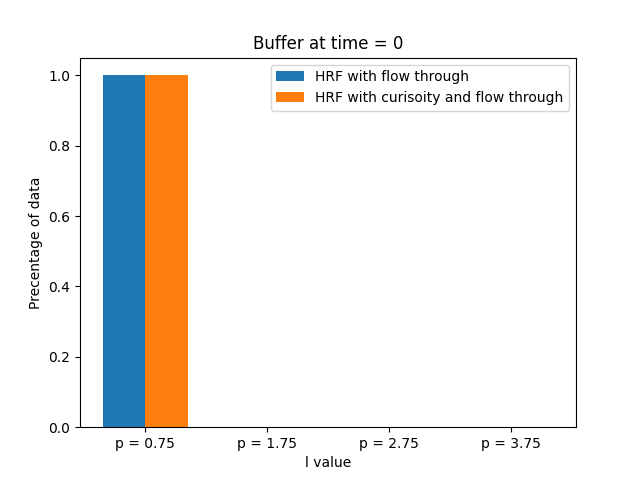 Buffer at time = 0
HRF with flow through
HRF with curisoity and flow through
Precentage of data
1.0
0.8
0.6
0.4
0.2
0.0
p = 0.75 p = 1.75 p = 2.75 p = 3.75
l value